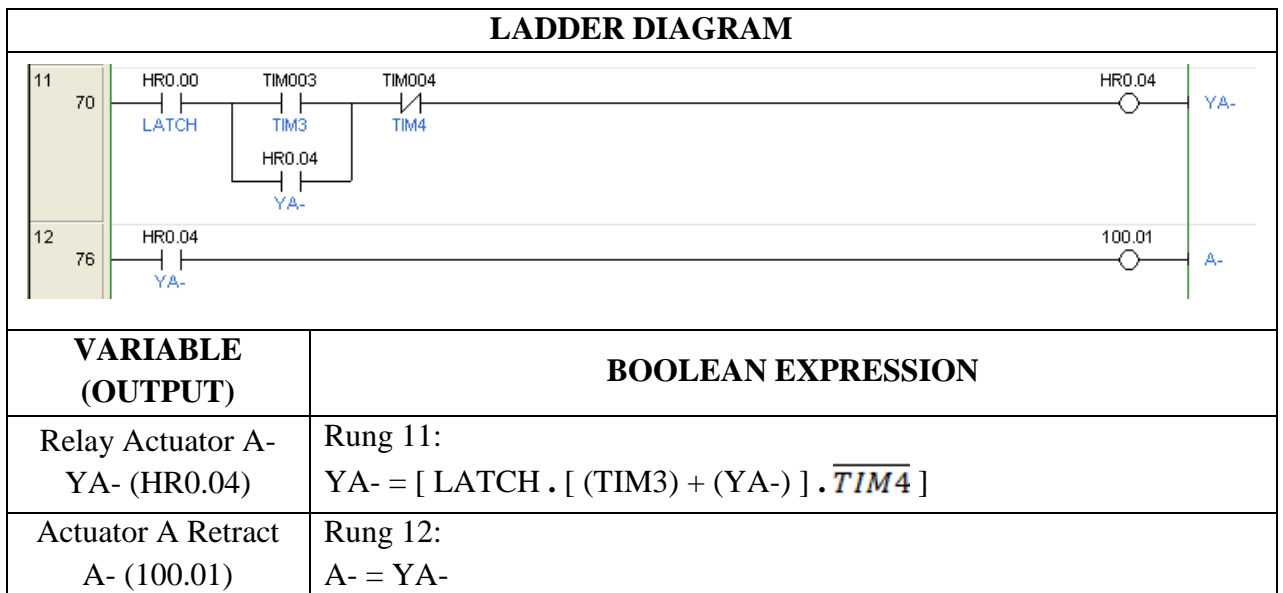 LADDER DIAGRAM
11 HR0.00 TIM003 TIM004 HR0.04
70 YA-
LATCH TIM3 TIM4
HR0.04
YA-
12 HR0.04 100.01
76 A-
YA-
VARIABLE (OUTPUT) BOOLEAN EXPRESSION
Relay Actuator A- Rung 11:
YA- (HR0.04) YA- = [ LATCH . [ (TIM3) + (YA-) ] . T̅I̅M̅4̅ ]
Actuator A Retract Rung 12:
A- (100.01) A- = YA-